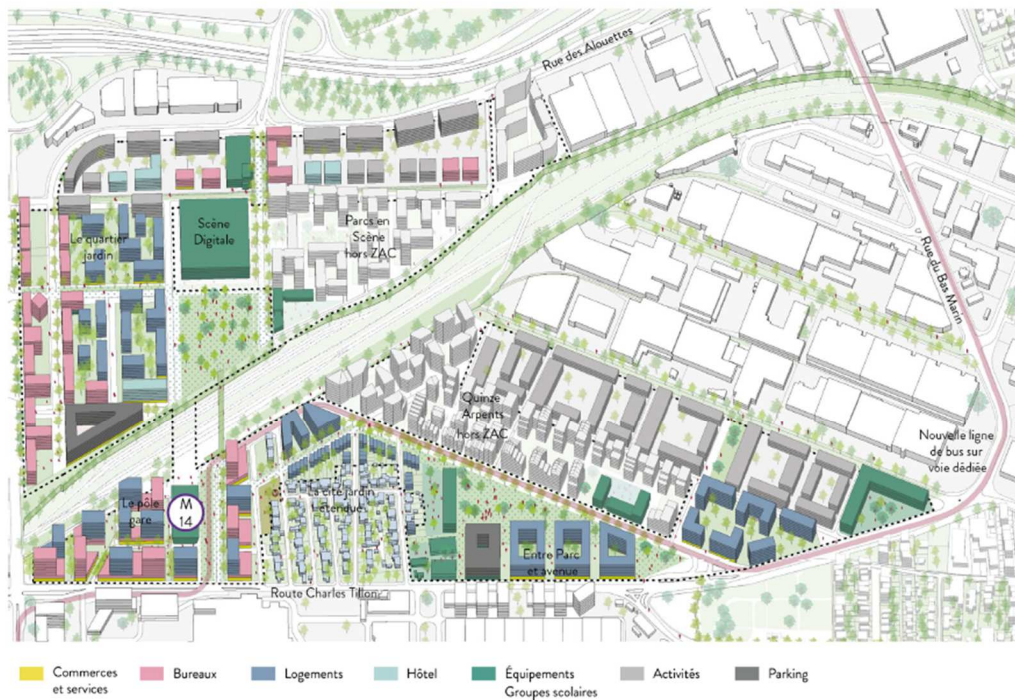 Rue des Alouettes
Scène
Digitale
Parcs en
Scène
hors ZAC
Le quartier
jardin
Rue du Bas Marin
Quinze
Arpents
hors ZAC
Nouvelle ligne
de bus sur
voie dédiée
Le pôle
gare
M
14
La cité jardin
étendue
Entre Parc
et avenue
Route Charles Tillon
Commerces
et services
Bureaux
Logements
Hôtel
Équipements
Groupes scolaires
Activités
Parking